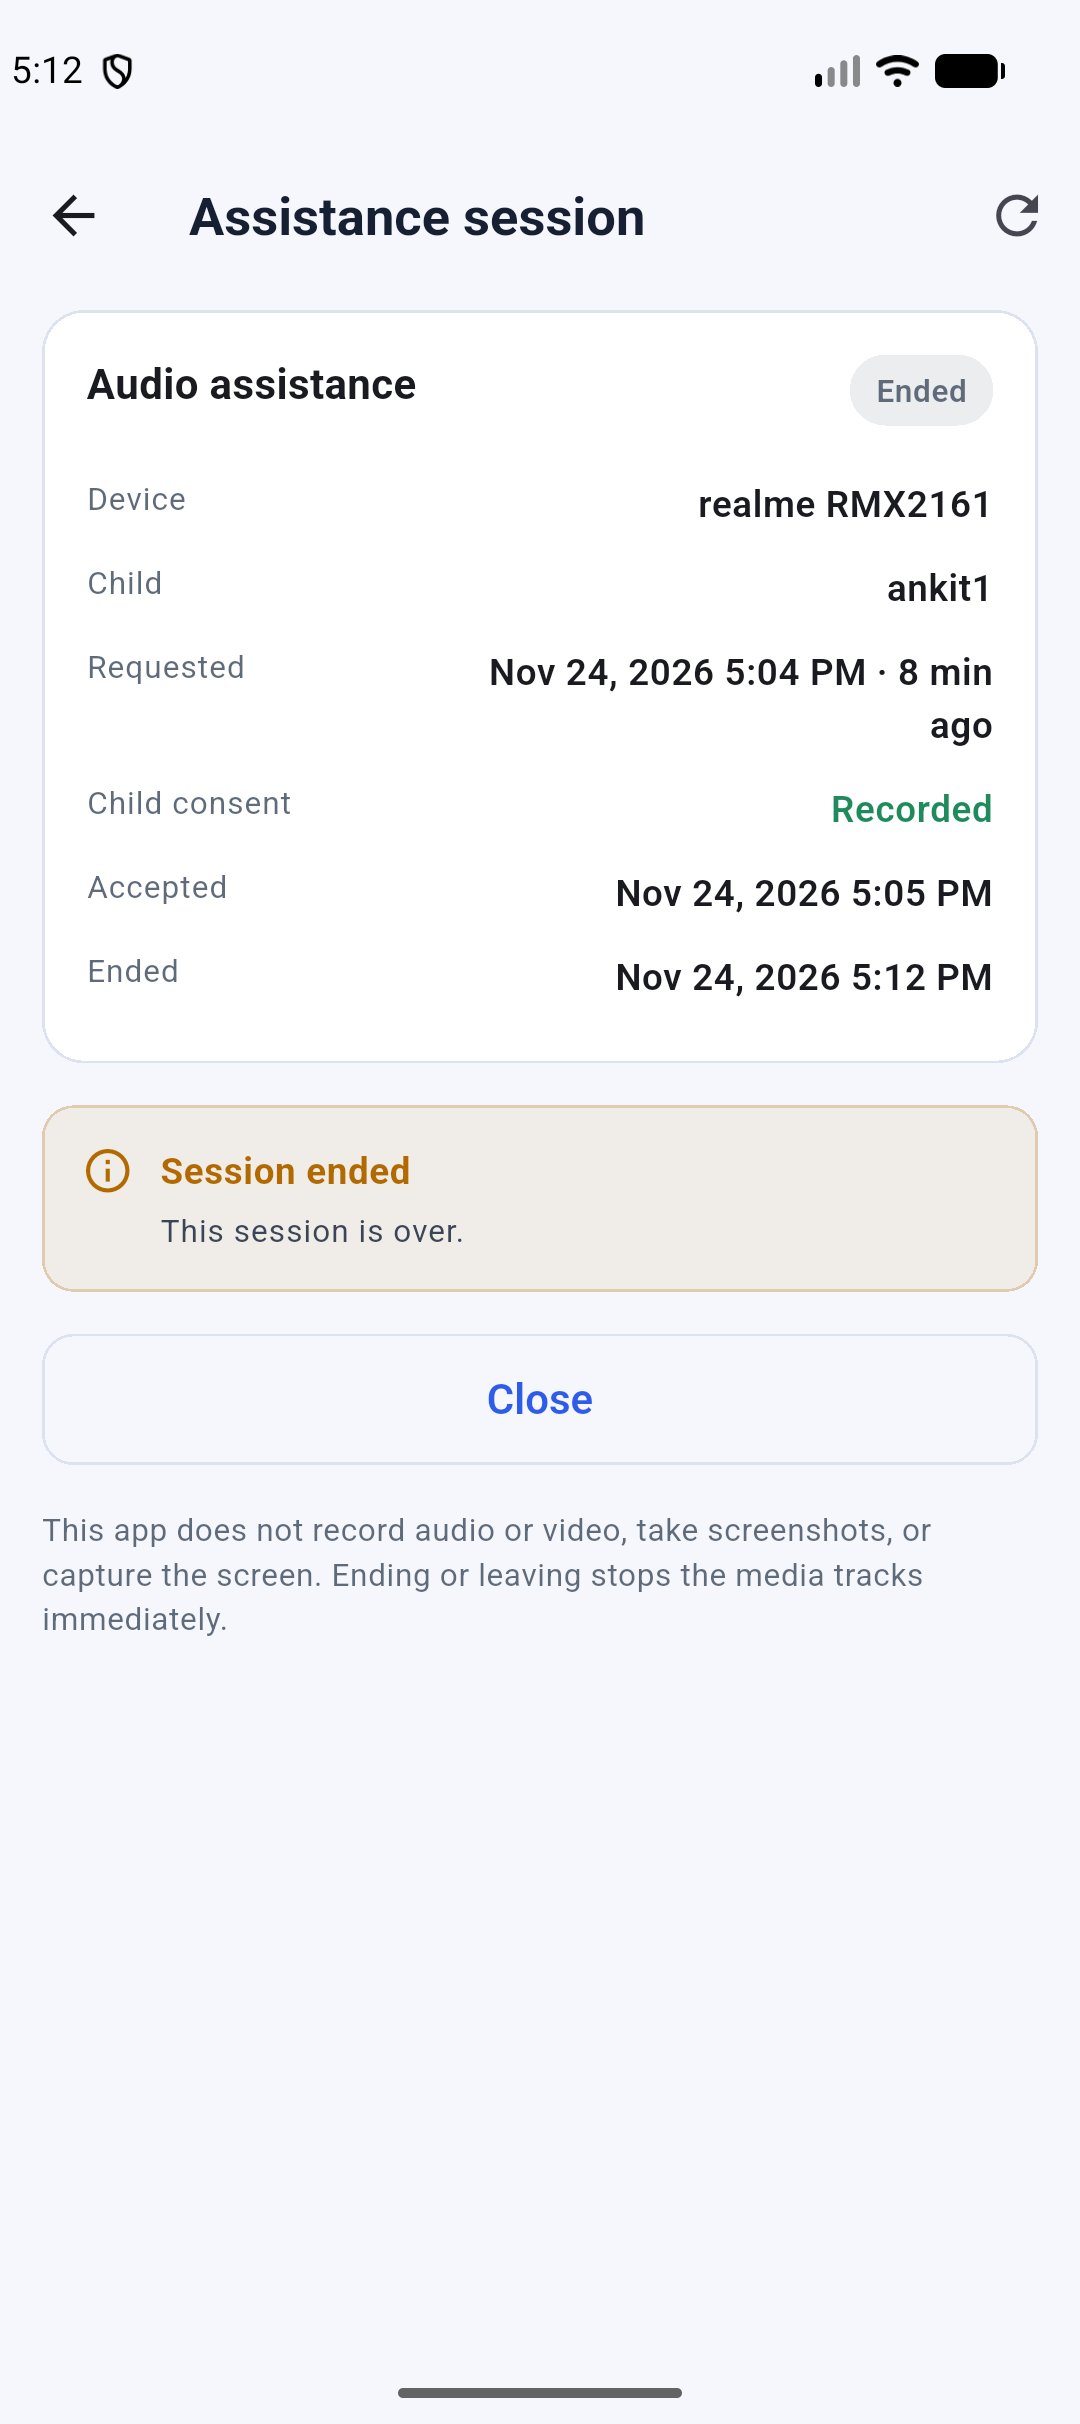 5:12
Assistance session
Audio assistance
Ended
Device
realme RMX2161
Child
ankit1
Requested
Nov 24, 2026 5:04 PM · 8 min
ago
Child consent
Recorded
Accepted
Nov 24, 2026 5:05 PM
Ended
Nov 24, 2026 5:12 PM
Session ended
This session is over.
Close
This app does not record audio or video, take screenshots, or
capture the screen. Ending or leaving stops the media tracks
immediately.